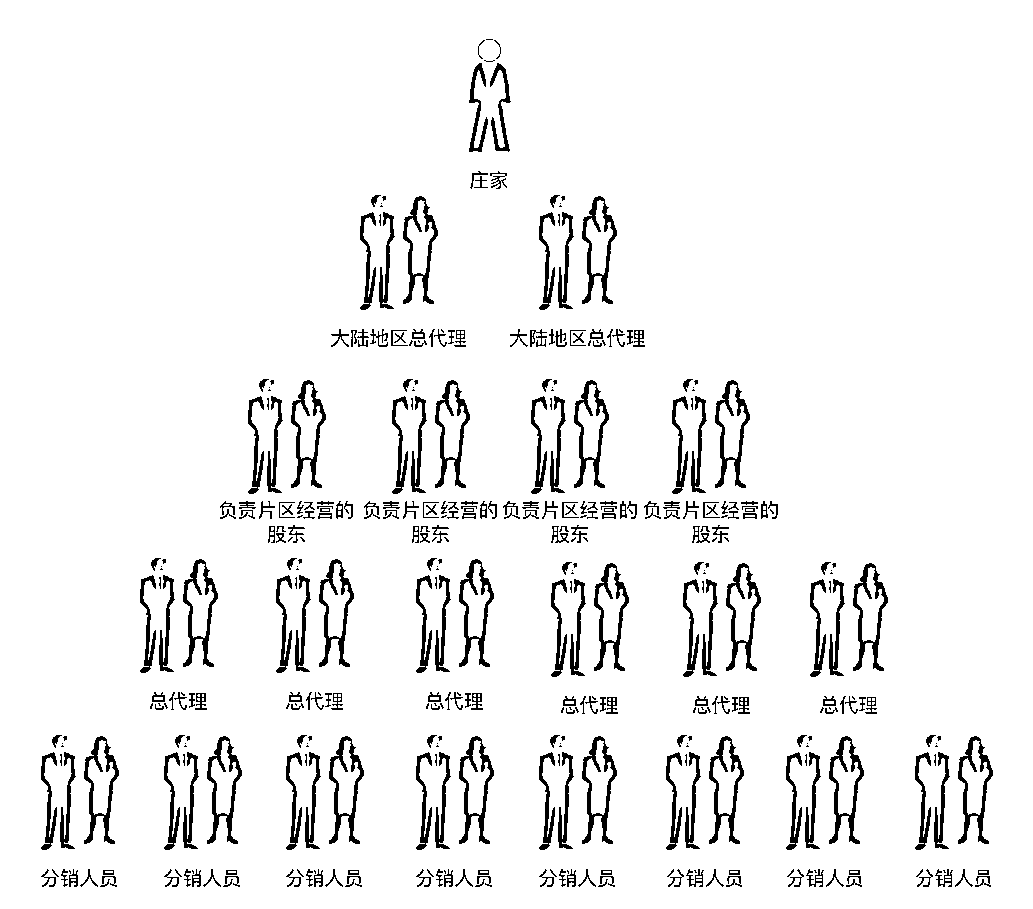 庄家
大陆地区总代理 大陆地区总代理
负责片区经营的 负责片区经营的 负责片区经营的 负责片区经营的
股东 股东 股东 股东
总代理 总代理 总代理 总代理 总代理 总代理
分销人员 分销人员 分销人员 分销人员 分销人员 分销人员 分销人员 分销人员